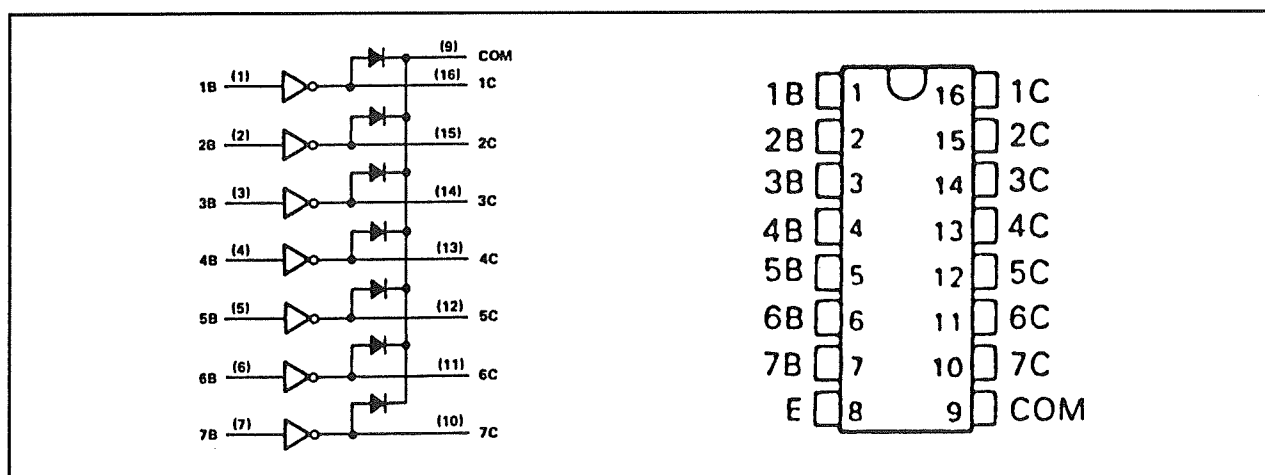 (9) COM
1B (1) (16) 1C
2B (2) (15) 2C
3B (3) (14) 3C
4B (4) (13) 4C
5B (5) (12) 5C
6B (6) (11) 6C
7B (7) (10) 7C
1B 1 16 1C
2B 2 15 2C
3B 3 14 3C
4B 4 13 4C
5B 5 12 5C
6B 6 11 6C
7B 7 10 7C
E 8 9 COM